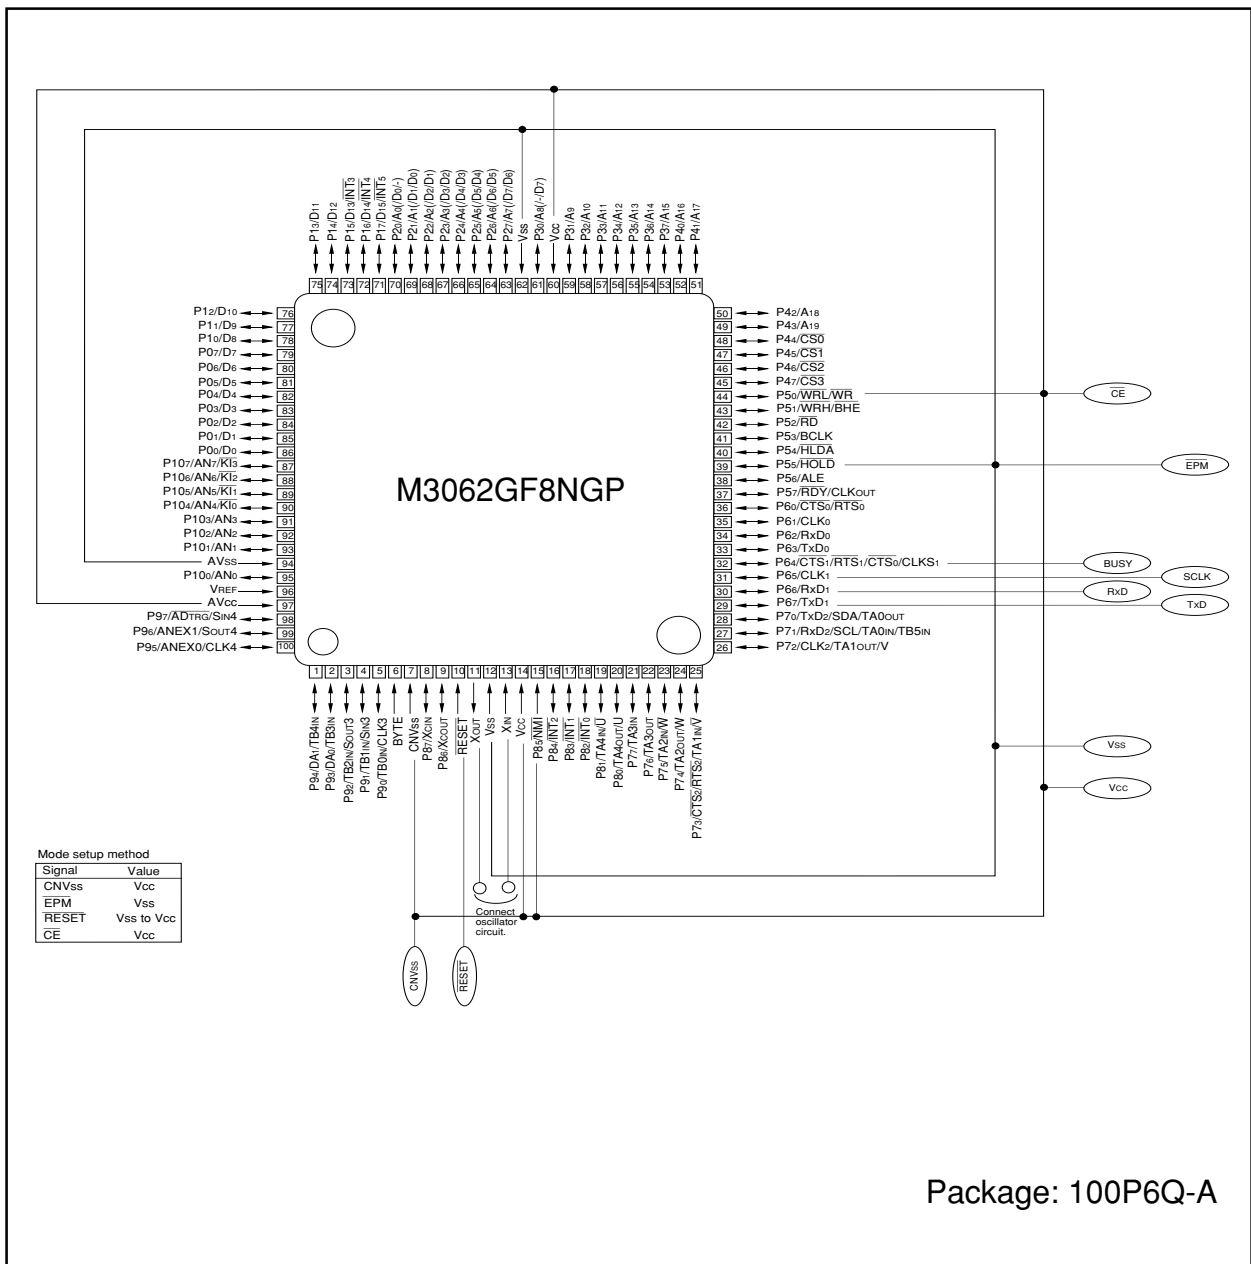 P13/D11
P14/D12
P15/D13/INT3
P16/D14/INT4
P17/D15/INT5
P20/A0(/D0/-)
P21/A1(/D1/D0)
P22/A2(/D2/D1)
P23/A3(/D3/D2)
P24/A4(/D4/D3)
P25/A5(/D5/D4)
P26/A6(/D6/D5)
P27/A7(/D7/D6)
Vss
P30/A8(/-/D7)
Vcc
P31/A9
P32/A10
P33/A11
P34/A12
P35/A13
P36/A14
P37/A15
P40/A16
P41/A17
75 74 73 72 71 70 69 68 67 66 65 64 63 62 61 60 59 58 57 56 55 54 53 52 51
P12/D10 76
P11/D9 77
P10/D8 78
P07/D7 79
P06/D6 80
P05/D5 81
P04/D4 82
P03/D3 83
P02/D2 84
P01/D1 85
P00/D0 86
P107/AN7/KI3 87
P106/AN6/KI2 88
P105/AN5/KI1 89
P104/AN4/KI0 90
P103/AN3 91
P102/AN2 92
P101/AN1 93
AVSS 94
P100/AN0 95
VREF 96
AVcc 97
P97/ADTRG/SIN4 98
P96/ANEX1/SOUT4 99
P95/ANEX0/CLK4 100
M3062GF8NGP
50 P42/A18
49 P43/A19
48 P44/CS0
47 P45/CS1
46 P46/CS2
45 P47/CS3
44 P50/WRL/WR
43 P51/WRH/BHE
42 P52/RD
41 P53/BCLK
40 P54/HLDA
39 P55/HOLD
38 P56/ALE
37 P57/RDY/CLKOUT
36 P60/CTS0/RTS0
35 P61/CLK0
34 P62/RxD0
33 P63/TxD0
32 P64/CTS1/RTS1/CTS0/CLKS1
31 P65/CLK1
30 P66/RxD1
29 P67/TxD1
28 P70/TxD2/SDA/TA0OUT
27 P71/RxD2/SCL/TA0IN/TB5IN
26 P72/CLK2/TA1OUT/V
CE
EPM
BUSY
SCLK
RxD
TxD
Vss
Vcc
1 2 3 4 5 6 7 8 9 10 11 12 13 14 15 16 17 18 19 20 21 22 23 24 25
P94/DA1/TB4IN
P93/DA0/TB3IN
P92/TB2IN/SOUT3
P91/TB1IN/SIN3
P90/TB0IN/CLK3
BYTE
CNVss
P87/XCIN
P86/XCOUT
RESET
XOUT
Vss
XIN
Vcc
P85/NMI
P84/INT2
P83/INT1
P82/INT0
P81/TA4IN/U
P80/TA4OUT/U
P77/TA3IN
P76/TA3OUT
P75/TA2IN/W
P74/TA2OUT/W
P73/CTS2/RTS2/TA1IN/V
Connect
oscillator
circuit.
CNVss
RESET
Mode setup method
Signal Value
CNVss Vcc
EPM Vss
RESET Vss to Vcc
CE Vcc
Package: 100P6Q-A